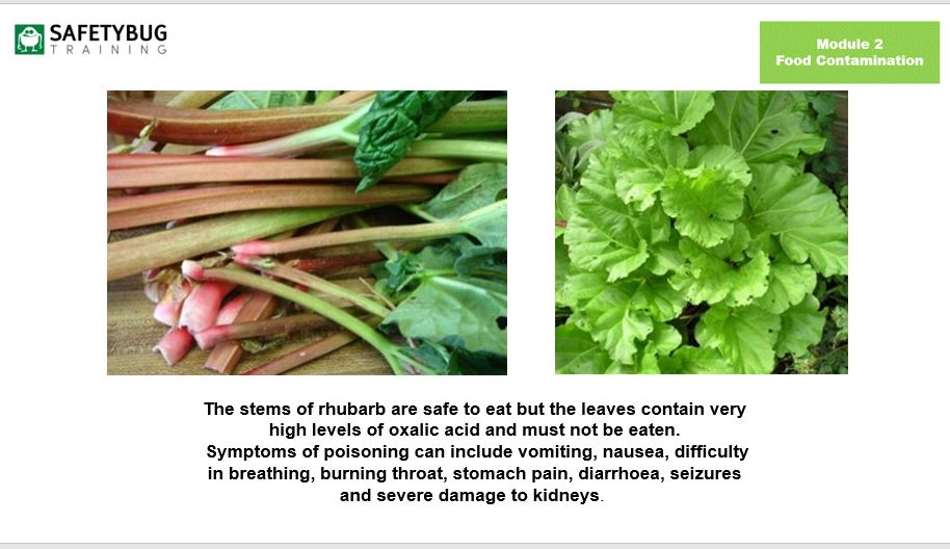 SAFETYBUG
TRAINING
Module 2
Food Contamination
The stems of rhubarb are safe to eat but the leaves contain very
high levels of oxalic acid and must not be eaten.
Symptoms of poisoning can include vomiting, nausea, difficulty
in breathing, burning throat, stomach pain, diarrhoea, seizures
and severe damage to kidneys.